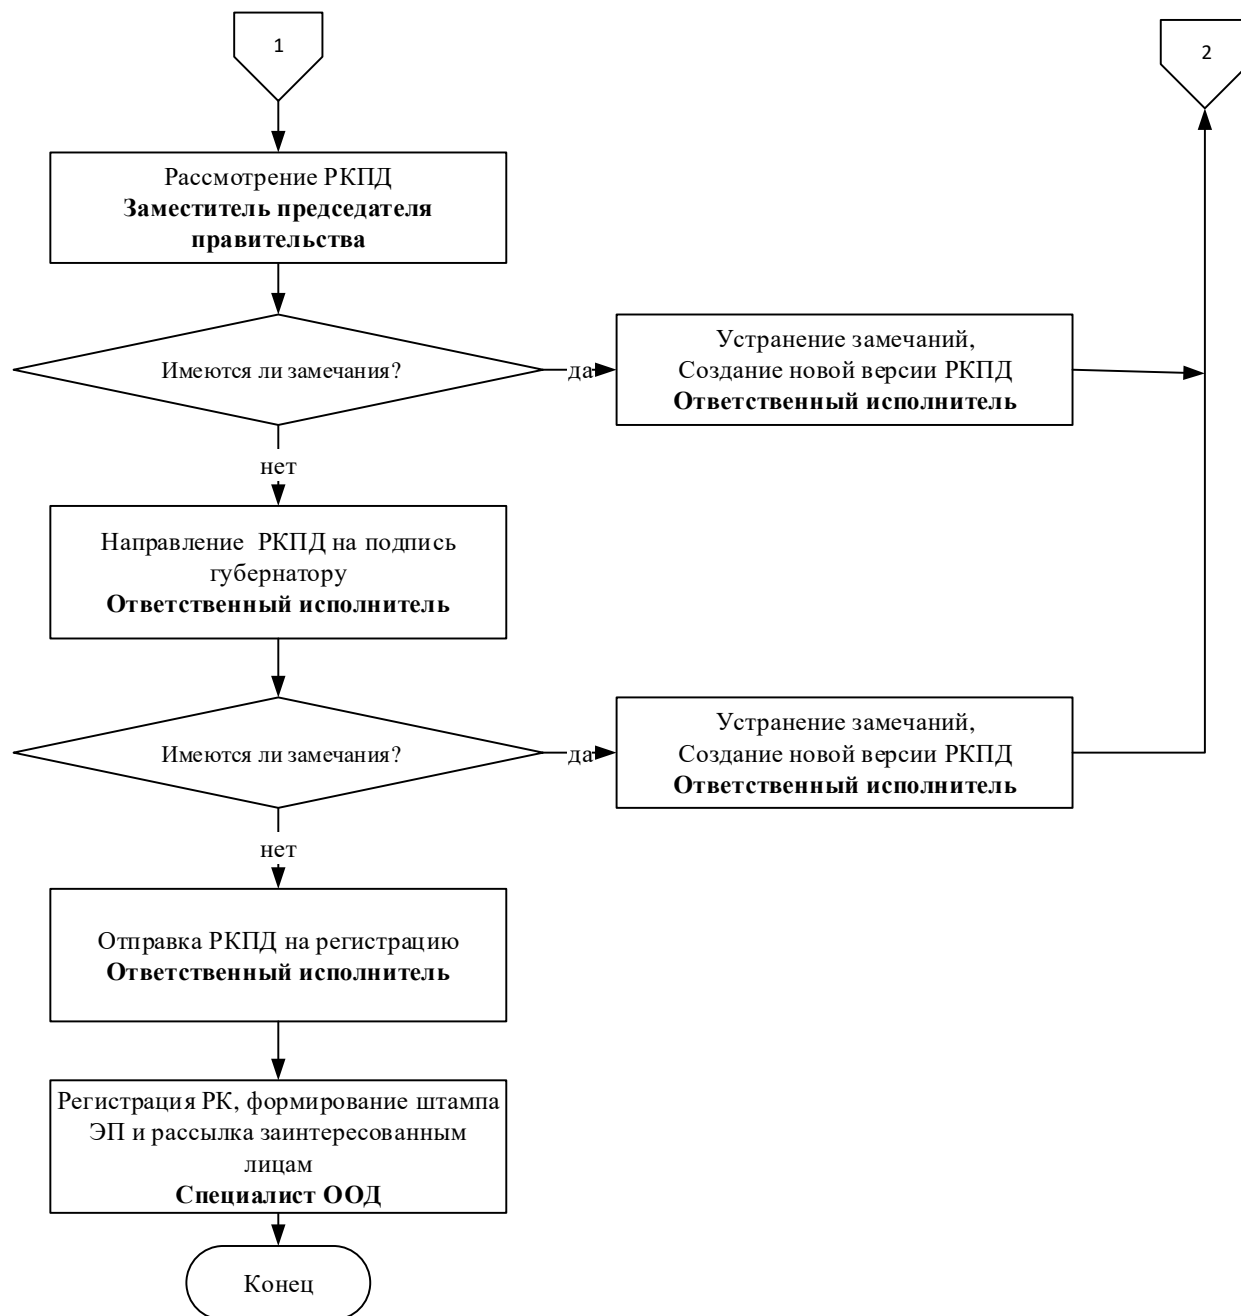 1
2
Рассмотрение РКПД
Заместитель председателя
правительства
Имеются ли замечания?
да
Устранение замечаний,
Создание новой версии РКПД
Ответственный исполнитель
нет
Направление РКПД на подпись
губернатору
Ответственный исполнитель
Имеются ли замечания?
да
Устранение замечаний,
Создание новой версии РКПД
Ответственный исполнитель
нет
Отправка РКПД на регистрацию
Ответственный исполнитель
Регистрация РК, формирование штампа
ЭП и рассылка заинтересованным
лицам
Специалист ООД
Конец